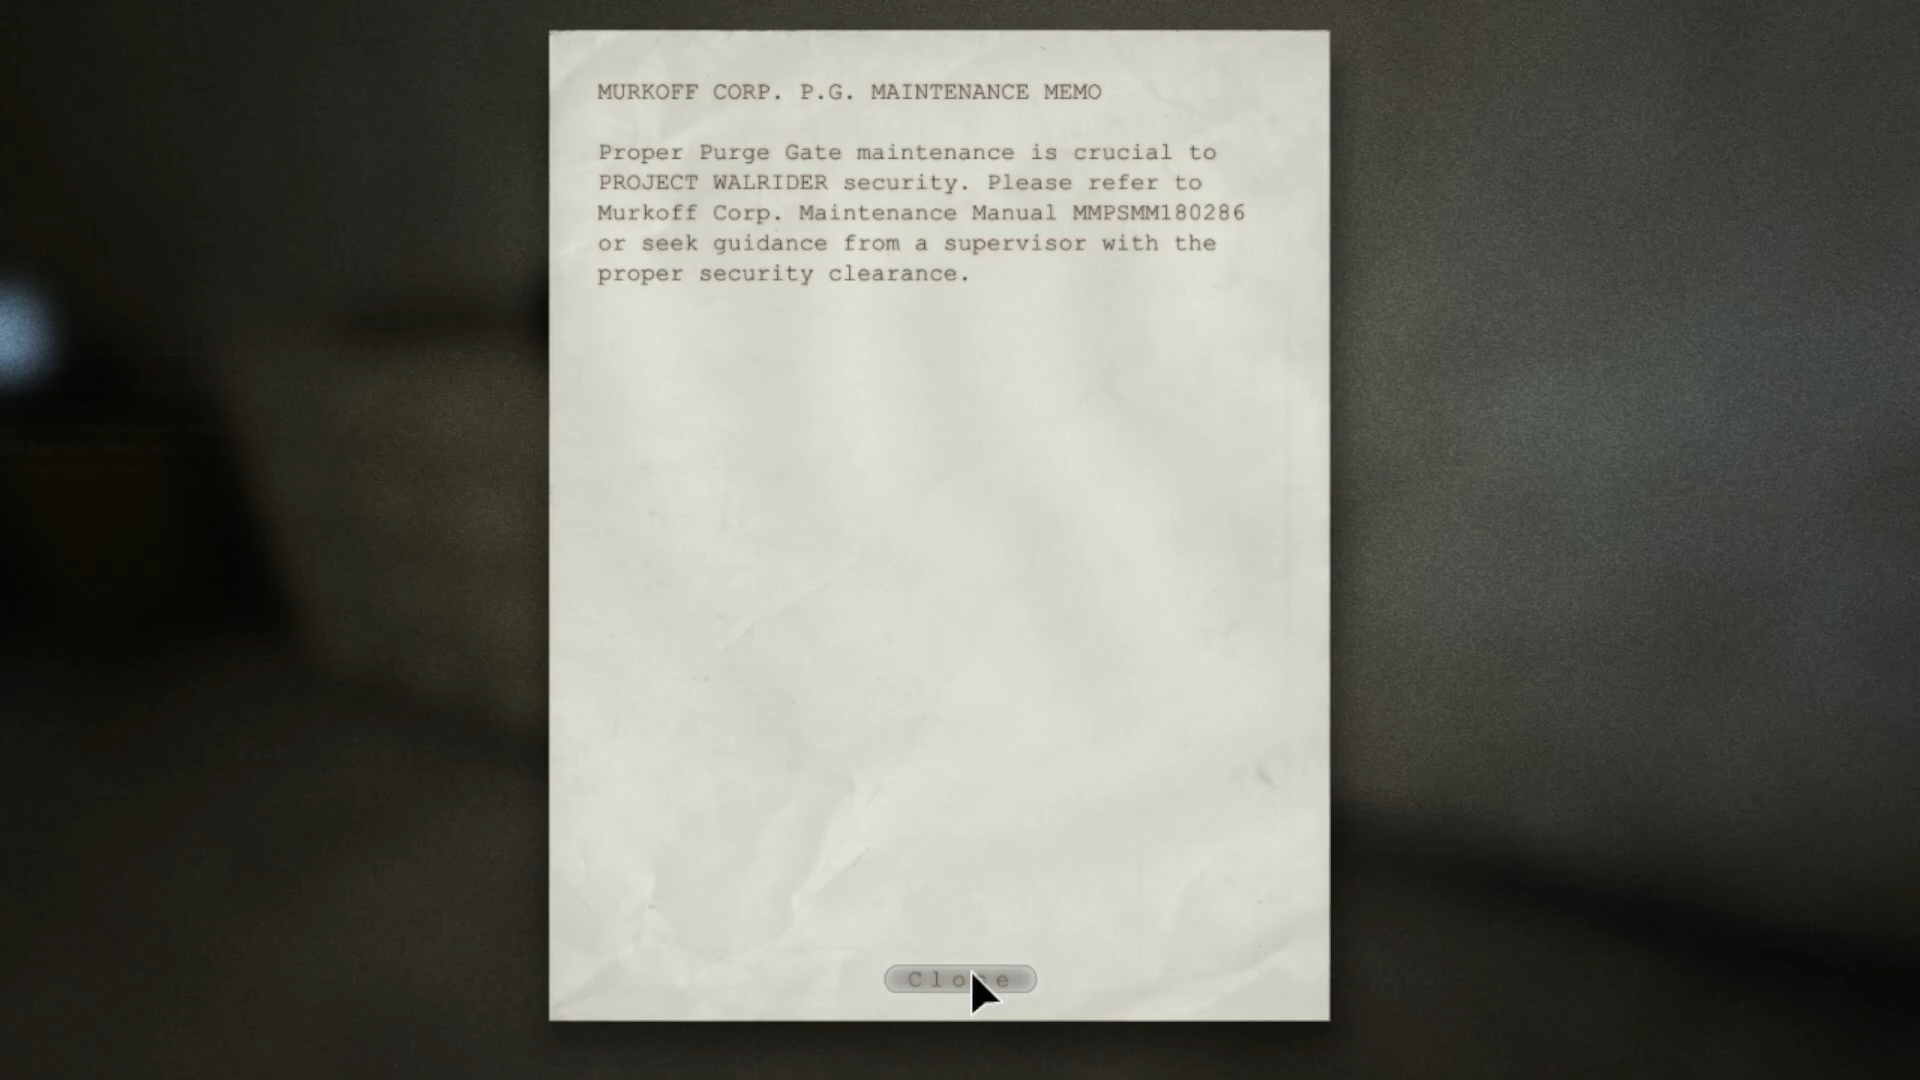 MURKOFF CORP. P.G. MAINTENANCE MEMO
Proper Purge Gate maintenance is crucial to
PROJECT WALRIDER security. Please refer to
Murkoff Corp. Maintenance Manual MMPSMM180286
or seek guidance from a supervisor with the
proper security clearance.
Close